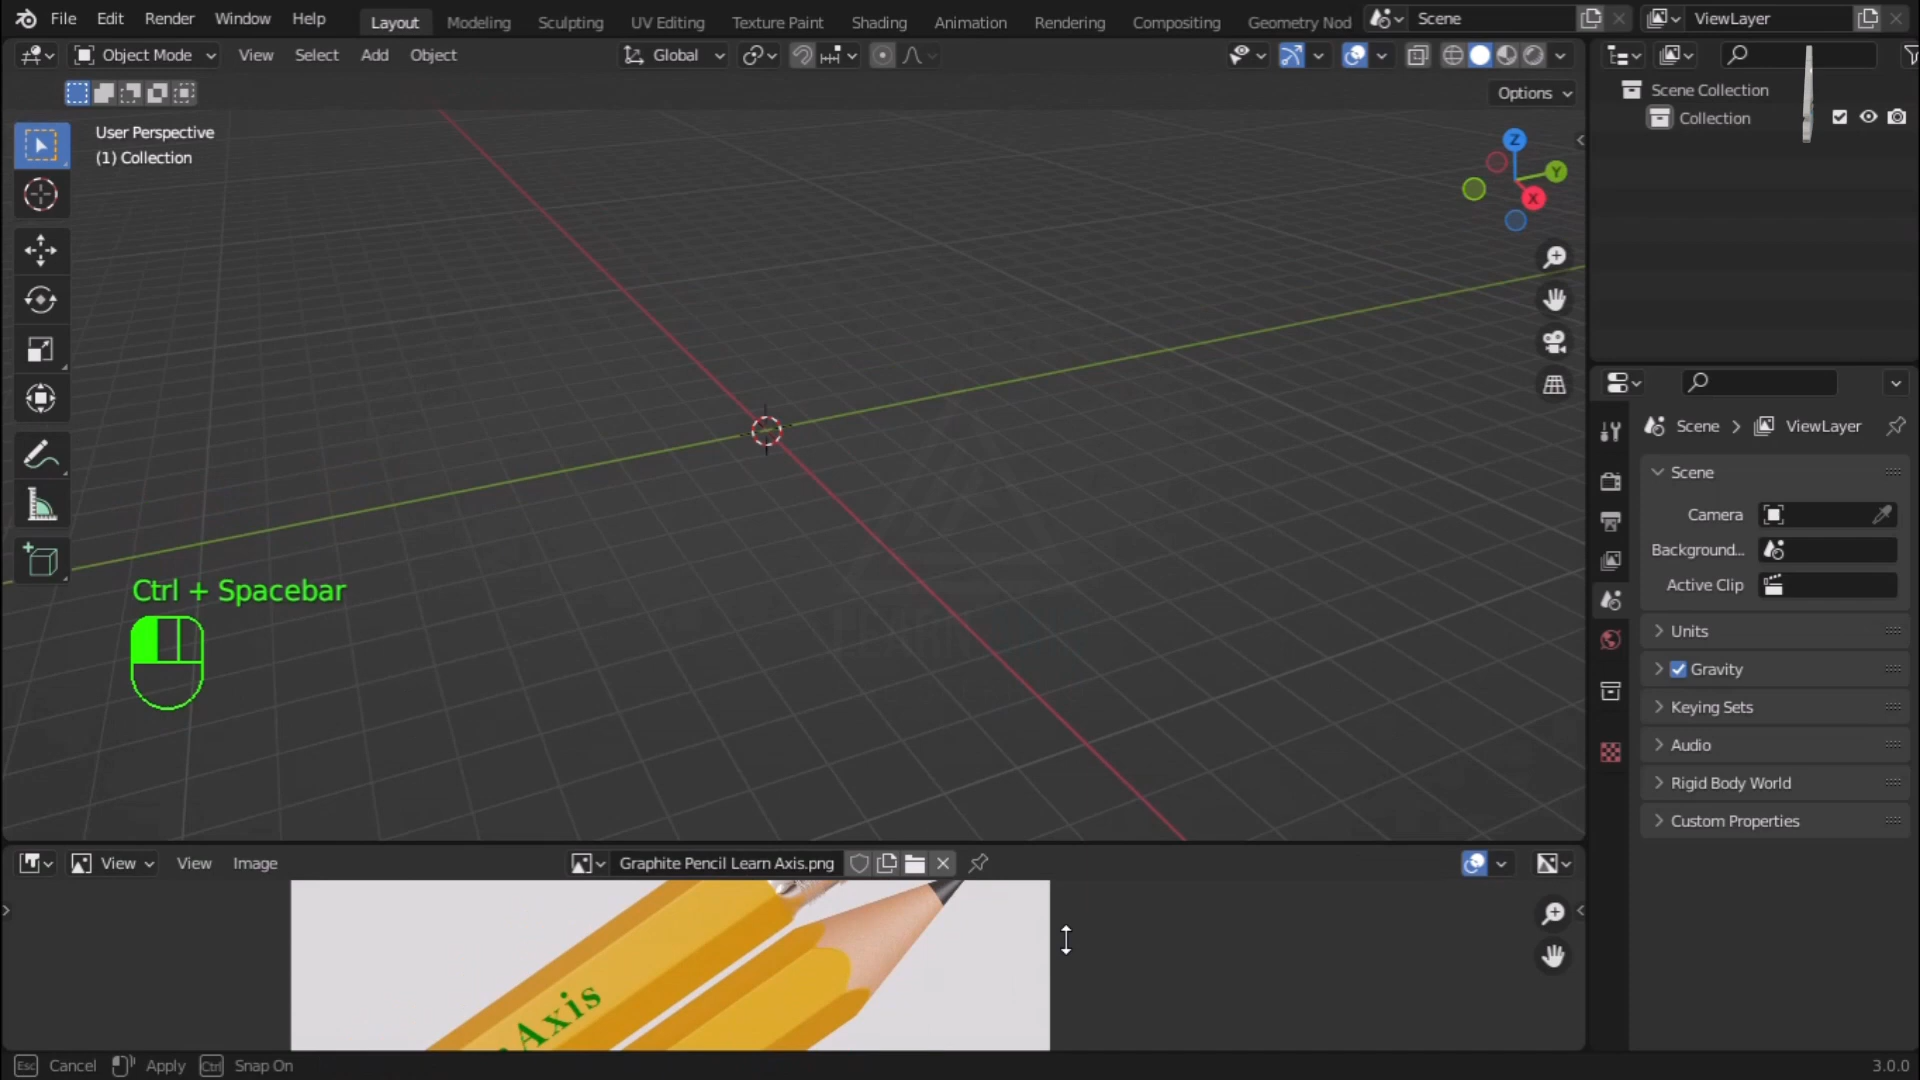 File Edit Render Window Help Layout Modeling Sculpting UV Editing Texture Paint Shading Animation Rendering Compositing Geometry Nod Scene ViewLayer
Object Mode View Select Add Object Global
Options
User Perspective
(1) Collection
Z
Y
X
Scene Collection
Collection
Scene > ViewLayer
Scene
Camera
Background...
Active Clip
Units
Gravity
Keying Sets
Audio
Rigid Body World
Custom Properties
Ctrl + Spacebar
View View Image Graphite Pencil Learn Axis.png
Axis
Esc Cancel Apply Ctrl Snap On 3.0.0